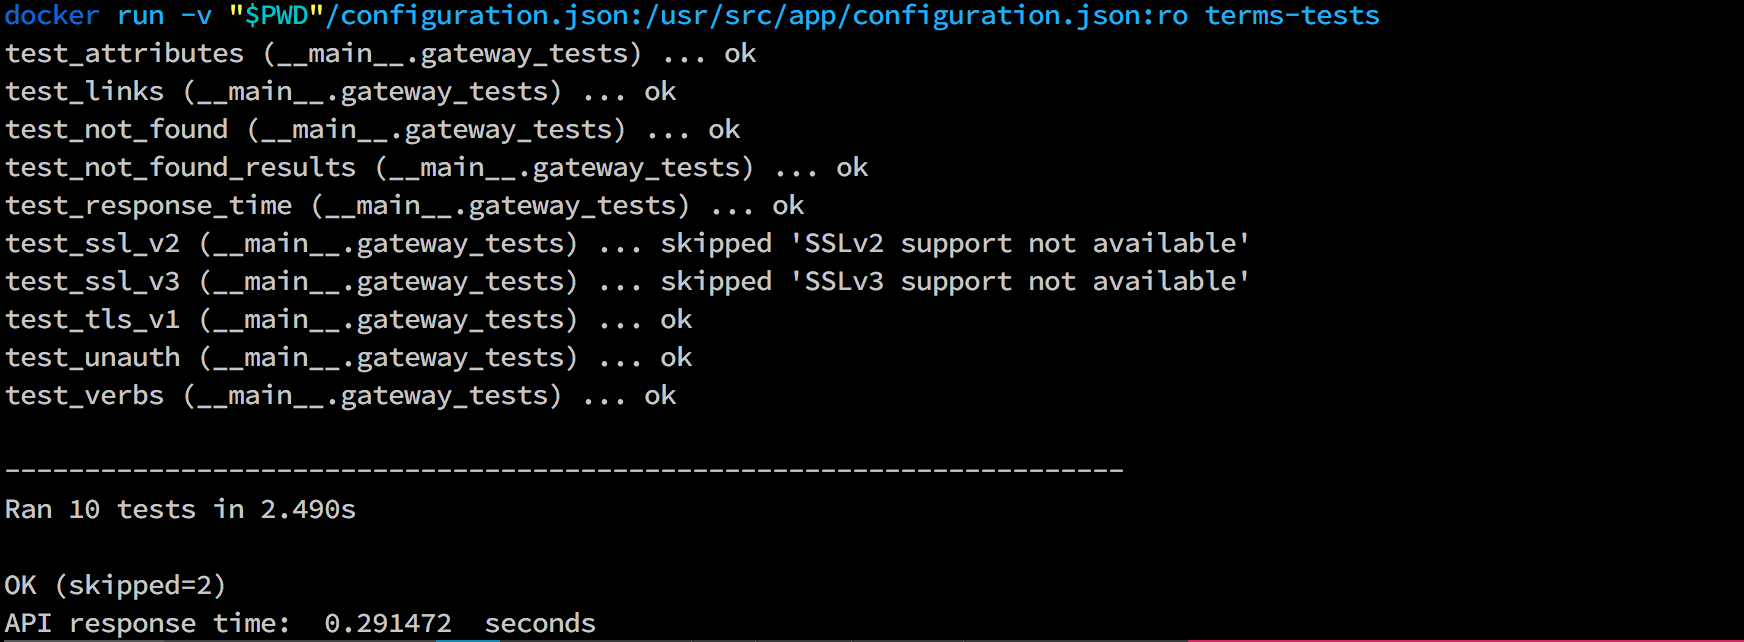 docker run -v "$PWD"/configuration.json:/usr/src/app/configuration.json:ro terms-tests
test_attributes (__main__.gateway_tests) ... ok
test_links (__main__.gateway_tests) ... ok
test_not_found (__main__.gateway_tests) ... ok
test_not_found_results (__main__.gateway_tests) ... ok
test_response_time (__main__.gateway_tests) ... ok
test_ssl_v2 (__main__.gateway_tests) ... skipped 'SSLv2 support not available'
test_ssl_v3 (__main__.gateway_tests) ... skipped 'SSLv3 support not available'
test_tls_v1 (__main__.gateway_tests) ... ok
test_unauth (__main__.gateway_tests) ... ok
test_verbs (__main__.gateway_tests) ... ok
----------------------------------------------------------------------
Ran 10 tests in 2.490s
OK (skipped=2)
API response time:  0.291472  seconds